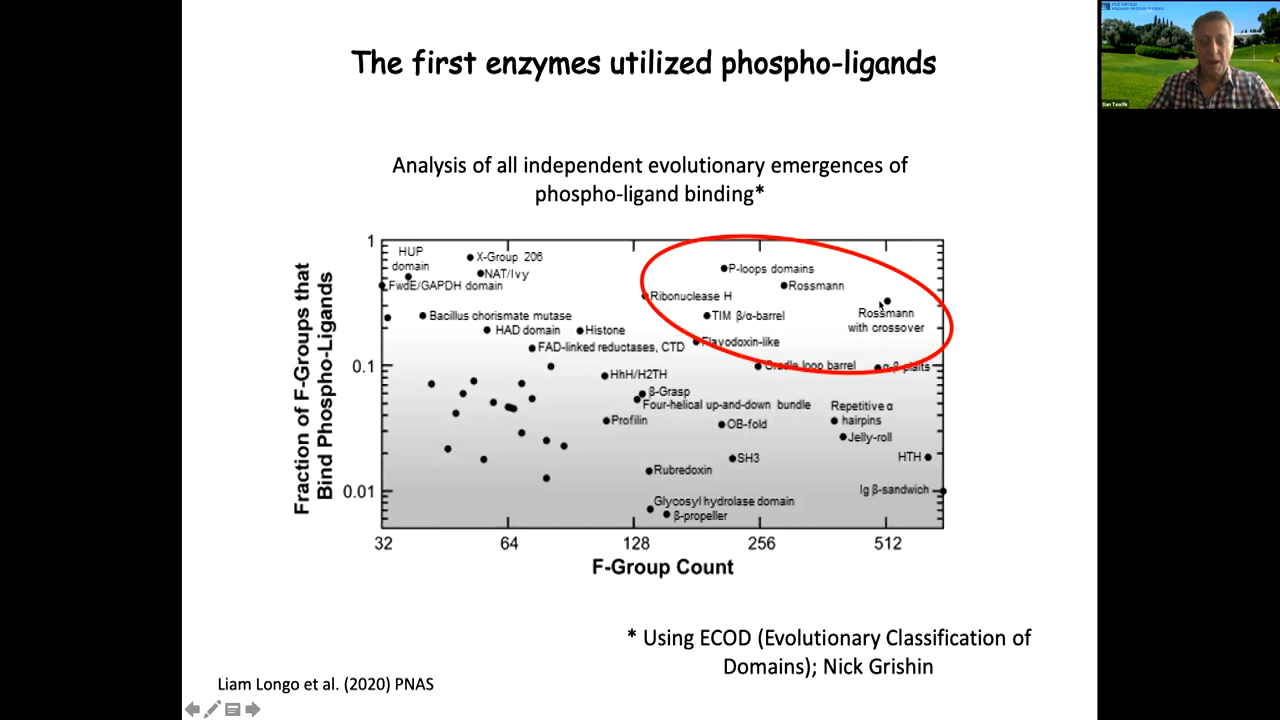 The first enzymes utilized phospho-ligands
Dan Tawfik
Analysis of all independent evolutionary emergences of
phospho-ligand binding*
Fraction of F-Groups that
Bind Phospho-Ligands
1
0.1
0.01
HUP
domain
X-Group 206
NAT/Ivy
FwdE/GAPDH domain
P-loops domains
Rossmann
Ribonuclease H
Rossmann
with crossover
Bacillus chorismate mutase
TIM β/α-barrel
HAD domain
Histone
Flavodoxin-like
FAD-linked reductases, CTD
Cradle loop barrel
α-β plaits
HhH/H2TH
β-Grasp
Four-helical up-and-down bundle
Repetitive α
hairpins
Profilin
OB-fold
Jelly-roll
SH3
HTH
Rubredoxin
Ig β-sandwich
Glycosyl hydrolase domain
β-propeller
32 64 128 256 512
F-Group Count
* Using ECOD (Evolutionary Classification of
Domains); Nick Grishin
Liam Longo et al. (2020) PNAS